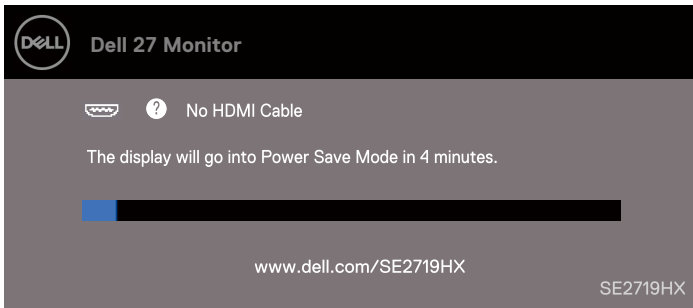 DELL
Dell 27 Monitor
? No HDMI Cable
The display will go into Power Save Mode in 4 minutes.
www.dell.com/SE2719HX
SE2719HX